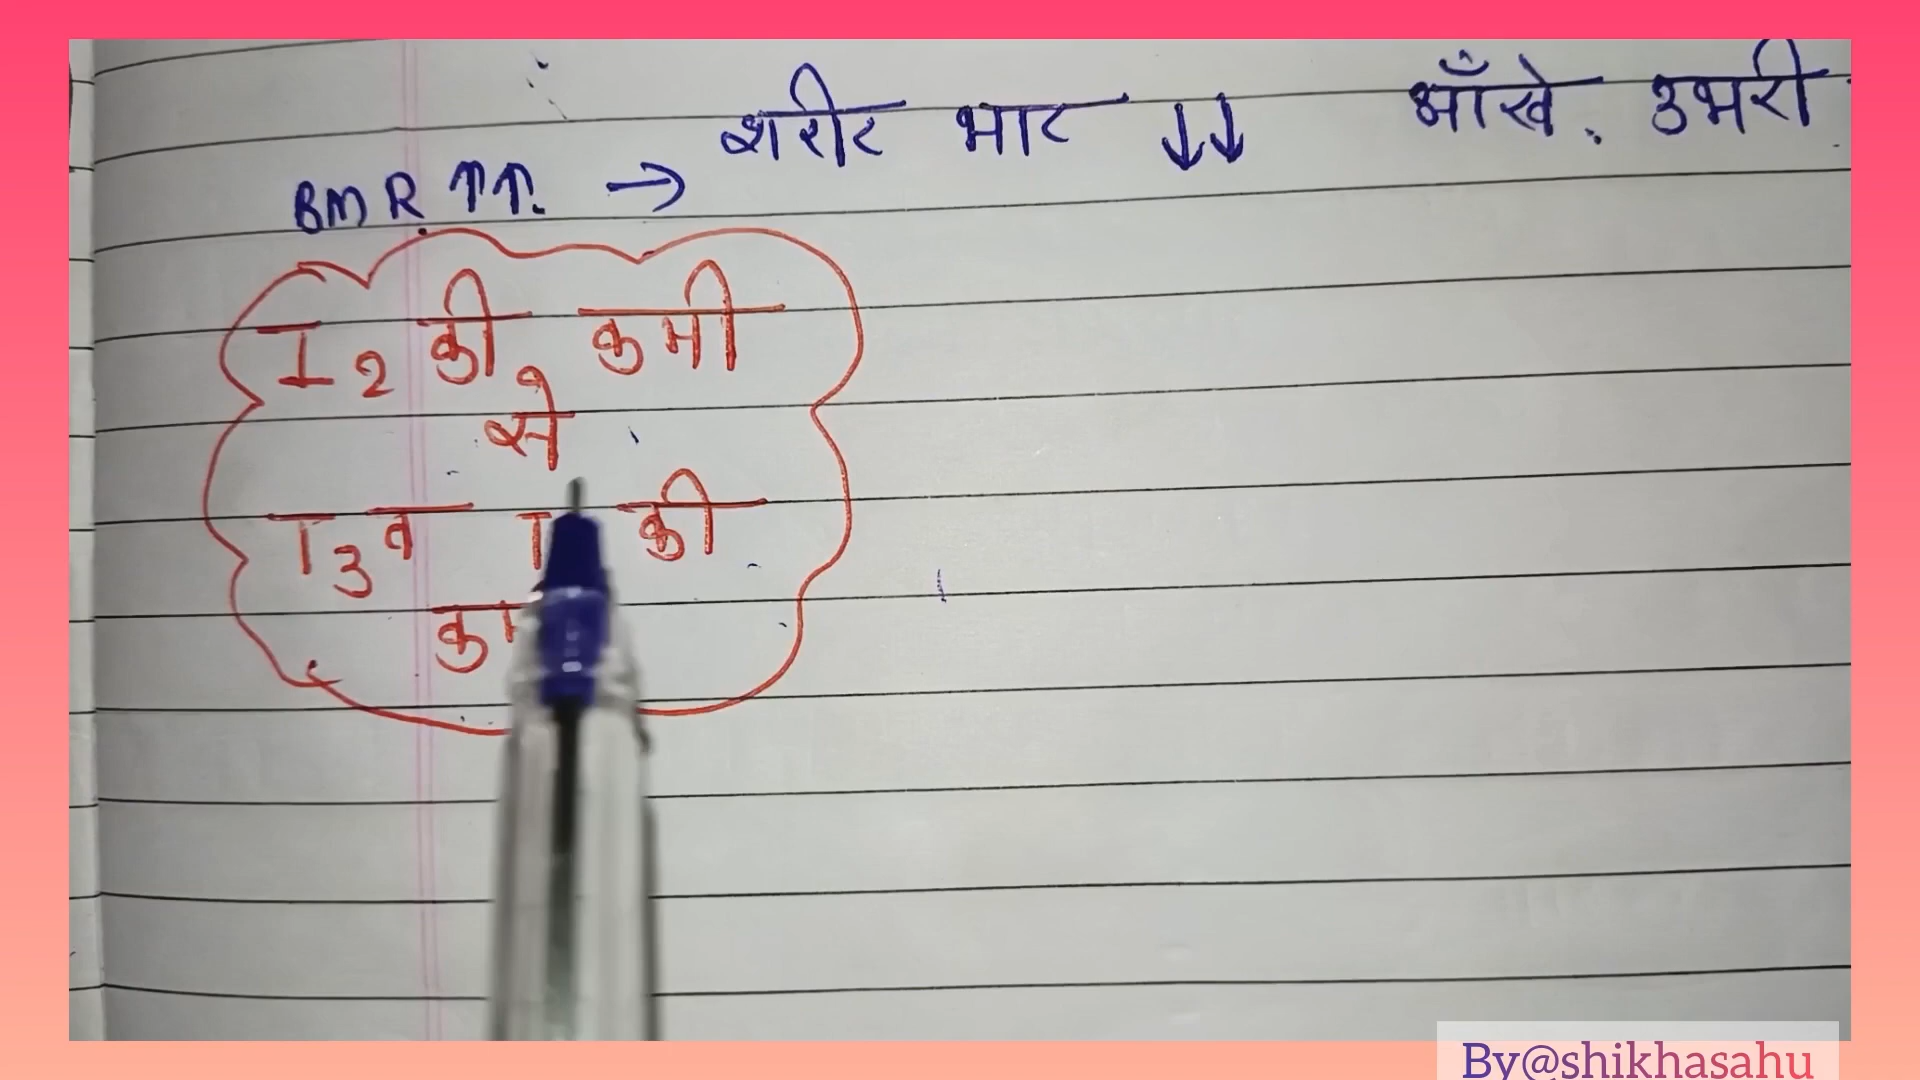 शरीर भार ↓↓ आँखे. उभरी
BMR ↑↑. →
I2 की कमी
से
T3 व की
By@shikhasahu